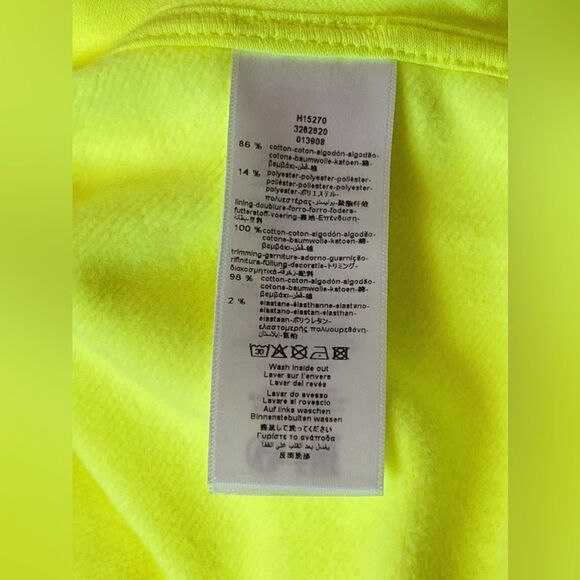 H15270
3262620
013908
86 % cotton-coton-algodón-algodão-
cotone-baumwolle-katoen-綿-
βαμβάκι-قطن-棉
14 % polyester-polyester-poliéster-
poliéster-poliestere-polyester-
polyester-ポリエステル-
πολυεστέρας-بوليستر-聚酯纤维
lining-doublure-forro-forro-fodera-
futterstoff-voering-裏地-Επένδυση-
بطانة-里料
100 % cotton-coton-algodón-algodão-
cotone-baumwolle-katoen-綿-
βαμβάκι-قطن-棉
trimming-garniture-adorno-guarnição-
rifinitura-füllung-decoratie-トリミング-
διακοσμητικά-زخرفة-配料
98 % cotton-coton-algodón-algodão-
cotone-baumwolle-katoen-綿-
βαμβάκι-قطن-棉
2 % elastane-élasthanne-elastano-
elastano-elastan-elasthan-
elastaan-ポリウレタン-
ελαστομερής πολυουρεθάνη-
إيلاستان-氨纶
30
Wash inside out
Laver sur l'envers
Lavar del revés
Lavar do avesso
Lavare al rovescio
Auf links waschen
Binnenstebuiten wassen
裏返して洗ってください
Γυρίστε το ανάποδα
يغسل بعد القلب على القفا
反面洗涤